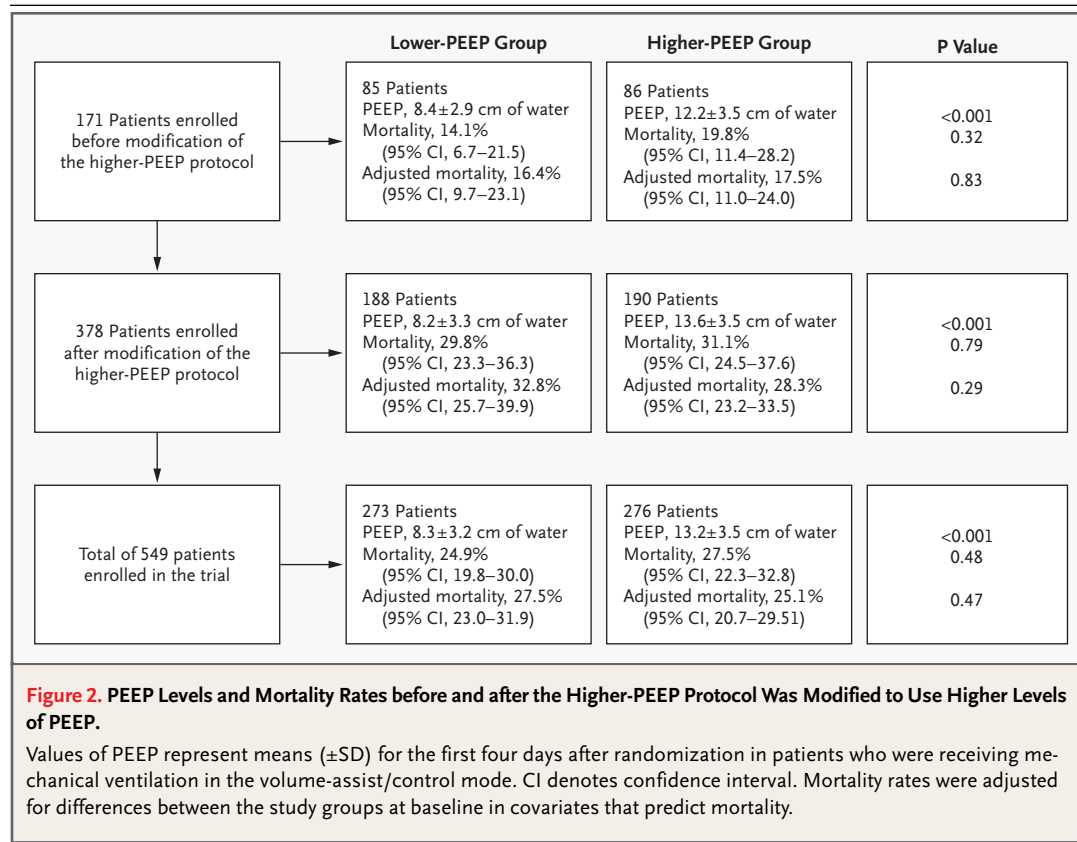 Lower-PEEP Group
Higher-PEEP Group
P Value
171 Patients enrolled
before modification of
the higher-PEEP protocol
85 Patients
PEEP, 8.4±2.9 cm of water
Mortality, 14.1%
(95% CI, 6.7–21.5)
Adjusted mortality, 16.4%
(95% CI, 9.7–23.1)
86 Patients
PEEP, 12.2±3.5 cm of water
Mortality, 19.8%
(95% CI, 11.4–28.2)
Adjusted mortality, 17.5%
(95% CI, 11.0–24.0)
<0.001
0.32
0.83
378 Patients enrolled
after modification of the
higher-PEEP protocol
188 Patients
PEEP, 8.2±3.3 cm of water
Mortality, 29.8%
(95% CI, 23.3–36.3)
Adjusted mortality, 32.8%
(95% CI, 25.7–39.9)
190 Patients
PEEP, 13.6±3.5 cm of water
Mortality, 31.1%
(95% CI, 24.5–37.6)
Adjusted mortality, 28.3%
(95% CI, 23.2–33.5)
<0.001
0.79
0.29
Total of 549 patients
enrolled in the trial
273 Patients
PEEP, 8.3±3.2 cm of water
Mortality, 24.9%
(95% CI, 19.8–30.0)
Adjusted mortality, 27.5%
(95% CI, 23.0–31.9)
276 Patients
PEEP, 13.2±3.5 cm of water
Mortality, 27.5%
(95% CI, 22.3–32.8)
Adjusted mortality, 25.1%
(95% CI, 20.7–29.51)
<0.001
0.48
0.47
Figure 2. PEEP Levels and Mortality Rates before and after the Higher-PEEP Protocol Was Modified to Use Higher Levels
of PEEP.
Values of PEEP represent means (±SD) for the first four days after randomization in patients who were receiving me-
chanical ventilation in the volume-assist/control mode. CI denotes confidence interval. Mortality rates were adjusted
for differences between the study groups at baseline in covariates that predict mortality.